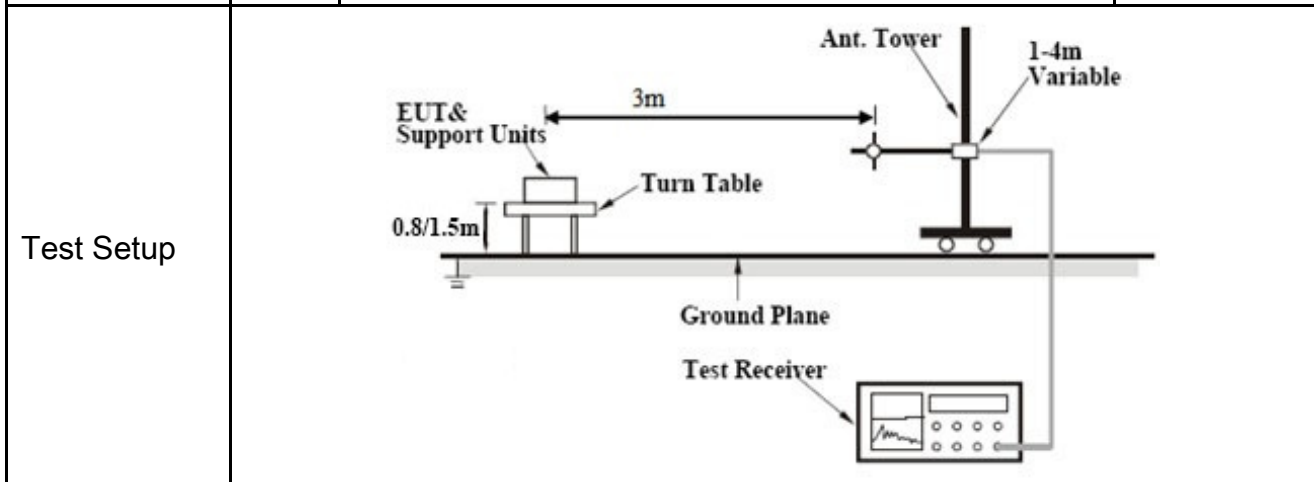 Test Setup
Ant. Tower
1-4m
Variable
3m
EUT&
Support Units
Turn Table
0.8/1.5m
Ground Plane
Test Receiver